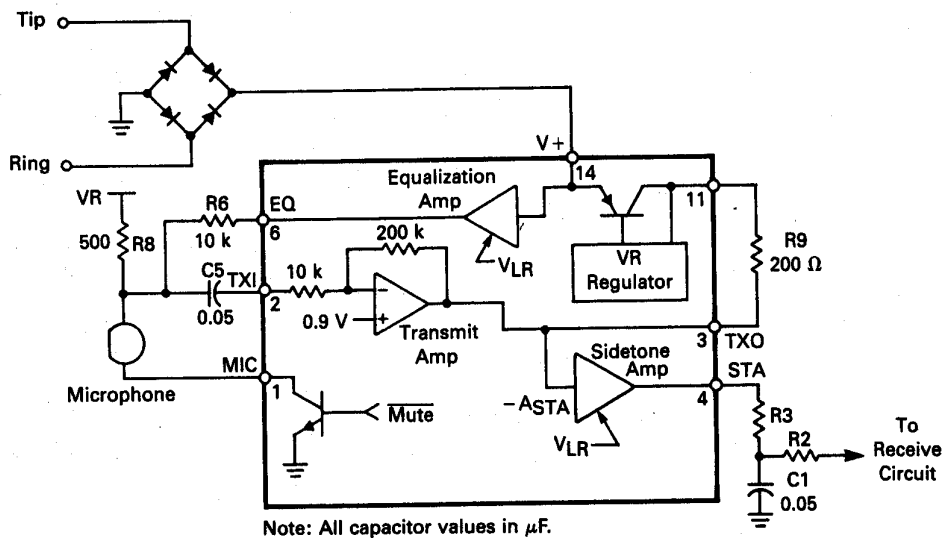 Tip
Ring
V+
14
Equalization
Amp
VR
R6
EQ
11
500
R8
10 k
6
200 k
VLR
VR
Regulator
R9
200 Ω
C5
TXI
10 k
2
0.05
−
+
0.9 V
Transmit
Amp
3
TXO
Sidetone
Amp
STA
MIC
Microphone
1
Mute
−ASTA
4
VLR
R3
R2
To
Receive
Circuit
C1
0.05
Note: All capacitor values in μF.